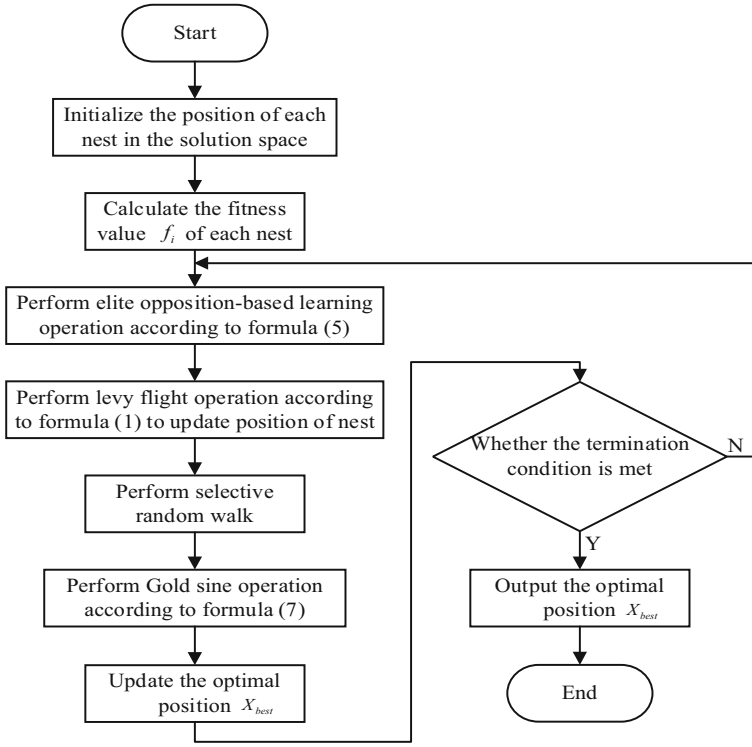 Start
Initialize the position of each
nest in the solution space
Calculate the fitness
value f_i of each nest
Perform elite opposition-based learning
operation according to formula (5)
Perform levy flight operation according
to formula (1) to update position of nest
Perform selective
random walk
Perform Gold sine operation
according to formula (7)
Update the optimal
position X_best
Whether the termination
condition is met
N
Y
Output the optimal
position X_best
End